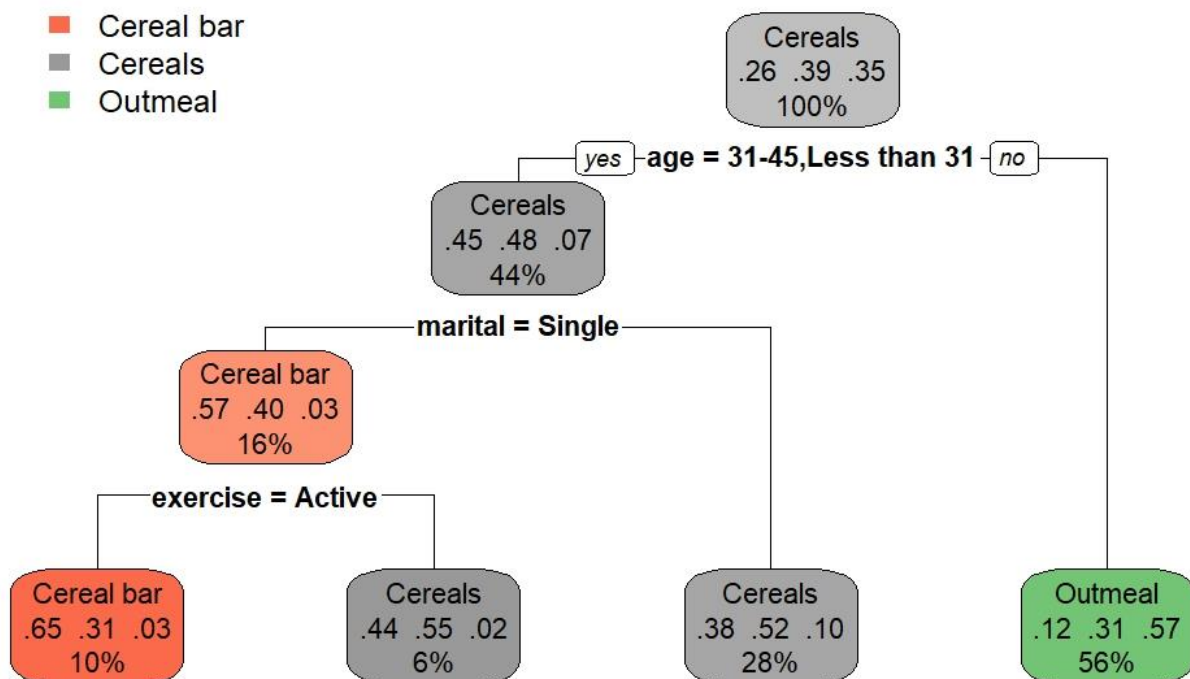 Cereal bar
Cereals
Outmeal
Cereals
.26 .39 .35
100%
yes age = 31-45,Less than 31 no
Cereals
.45 .48 .07
44%
marital = Single
Cereal bar
.57 .40 .03
16%
exercise = Active
Cereal bar
.65 .31 .03
10%
Cereals
.44 .55 .02
6%
Cereals
.38 .52 .10
28%
Outmeal
.12 .31 .57
56%